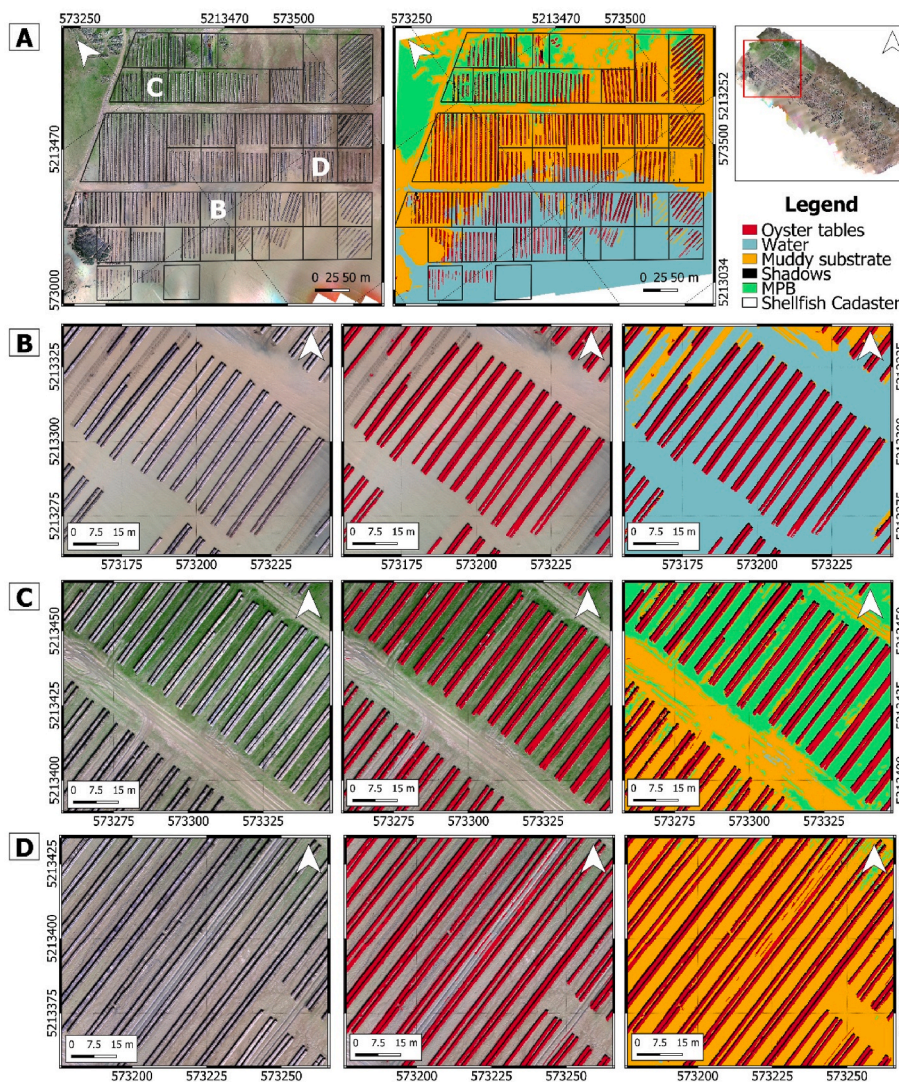 573250 5213470 573500
573250 5213470 573500
A
C
D
B
5213470
573000
0 25 50 m
0 25 50 m
5213252
573500
5213034
Legend
Oyster tables
Water
Muddy substrate
Shadows
MPB
Shellfish Cadaster
B
5213325
5213300
5213275
0 7.5 15 m
0 7.5 15 m
0 7.5 15 m
573175 573200 573225
573175 573200 573225
573175 573200 573225
C
5213450
5213425
5213400
0 7.5 15 m
0 7.5 15 m
0 7.5 15 m
573275 573300 573325
573275 573300 573325
573275 573300 573325
D
5213425
5213400
5213375
0 7.5 15 m
0 7.5 15 m
0 7.5 15 m
573200 573225 573250
573200 573225 573250
573200 573225 573250